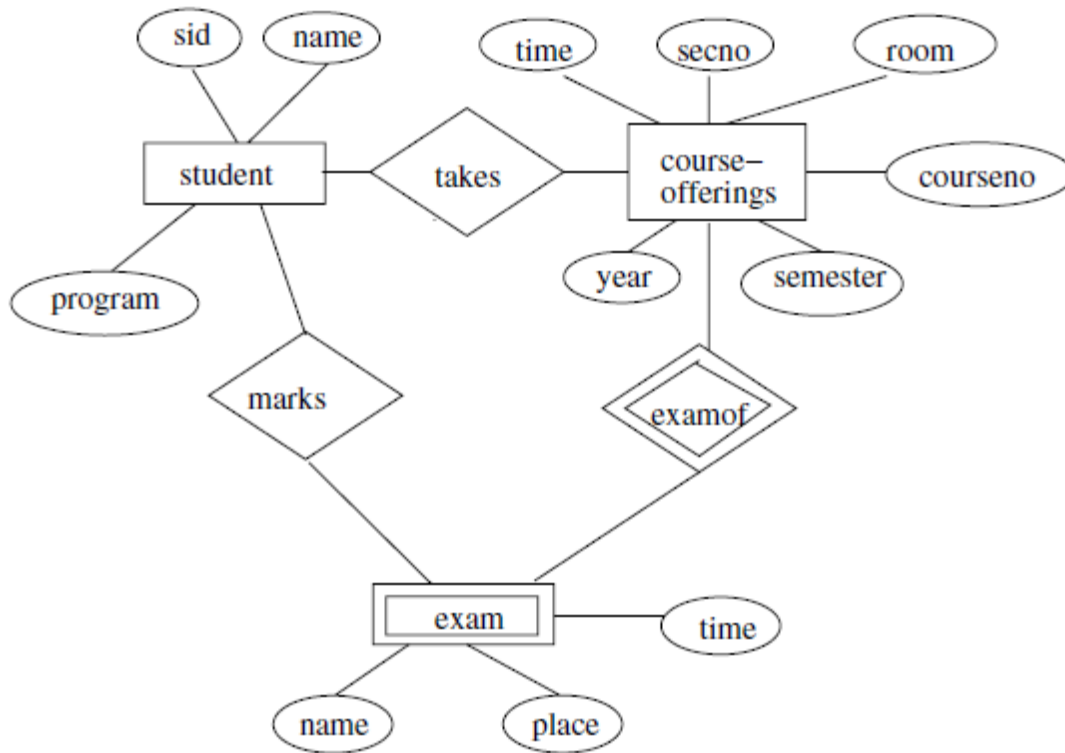 sid
name
time
secno
room
student
takes
course–
offerings
courseno
program
year
semester
marks
examof
exam
time
name
place